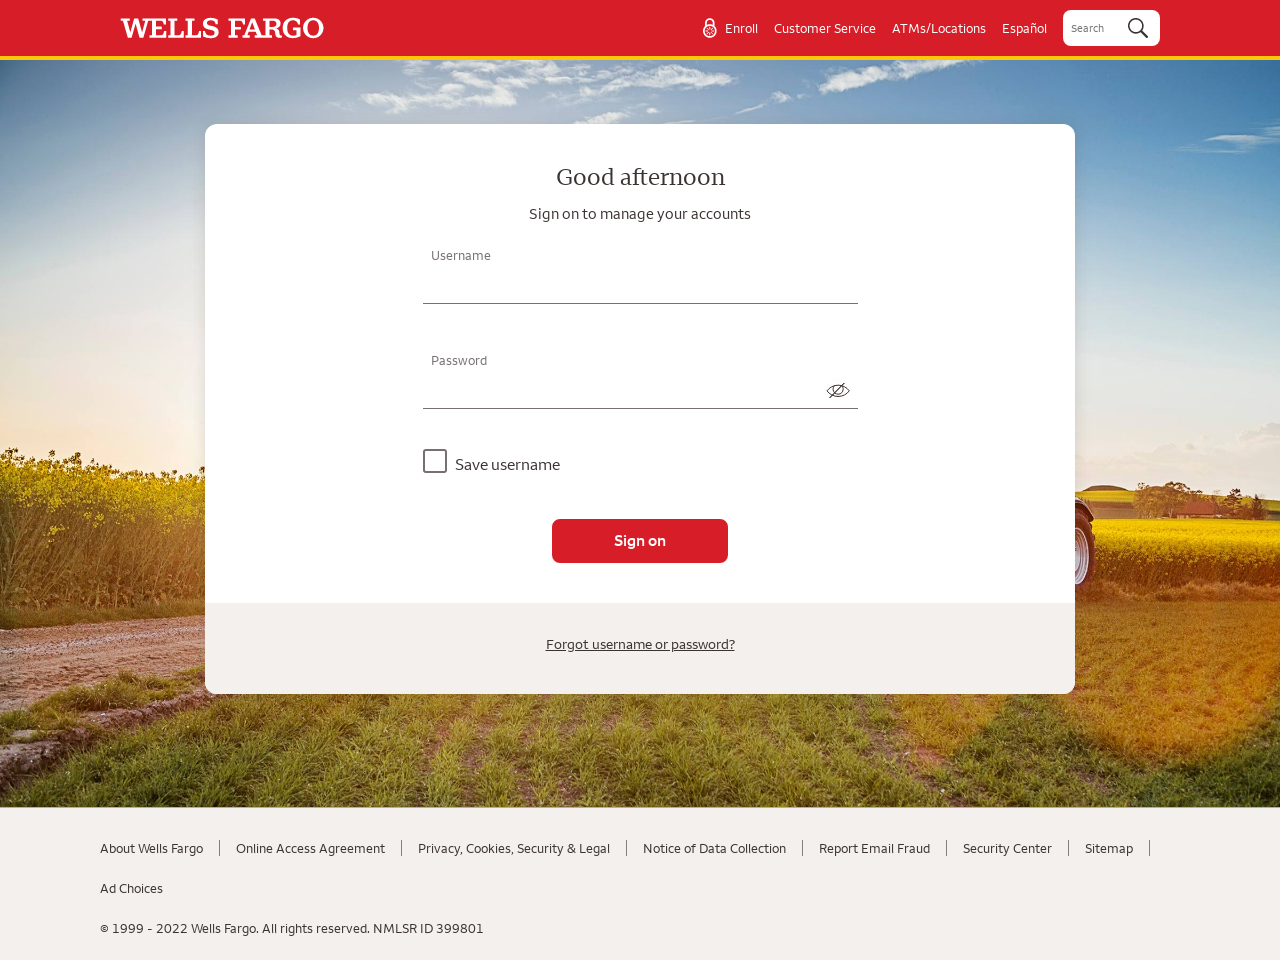 WELLS FARGO
Enroll
Customer Service
ATMs/Locations
Español
Search
Good afternoon
Sign on to manage your accounts
Username
Password
Save username
Sign on
Forgot username or password?
About Wells Fargo
Online Access Agreement
Privacy, Cookies, Security & Legal
Notice of Data Collection
Report Email Fraud
Security Center
Sitemap
Ad Choices
© 1999 - 2022 Wells Fargo. All rights reserved. NMLSR ID 399801